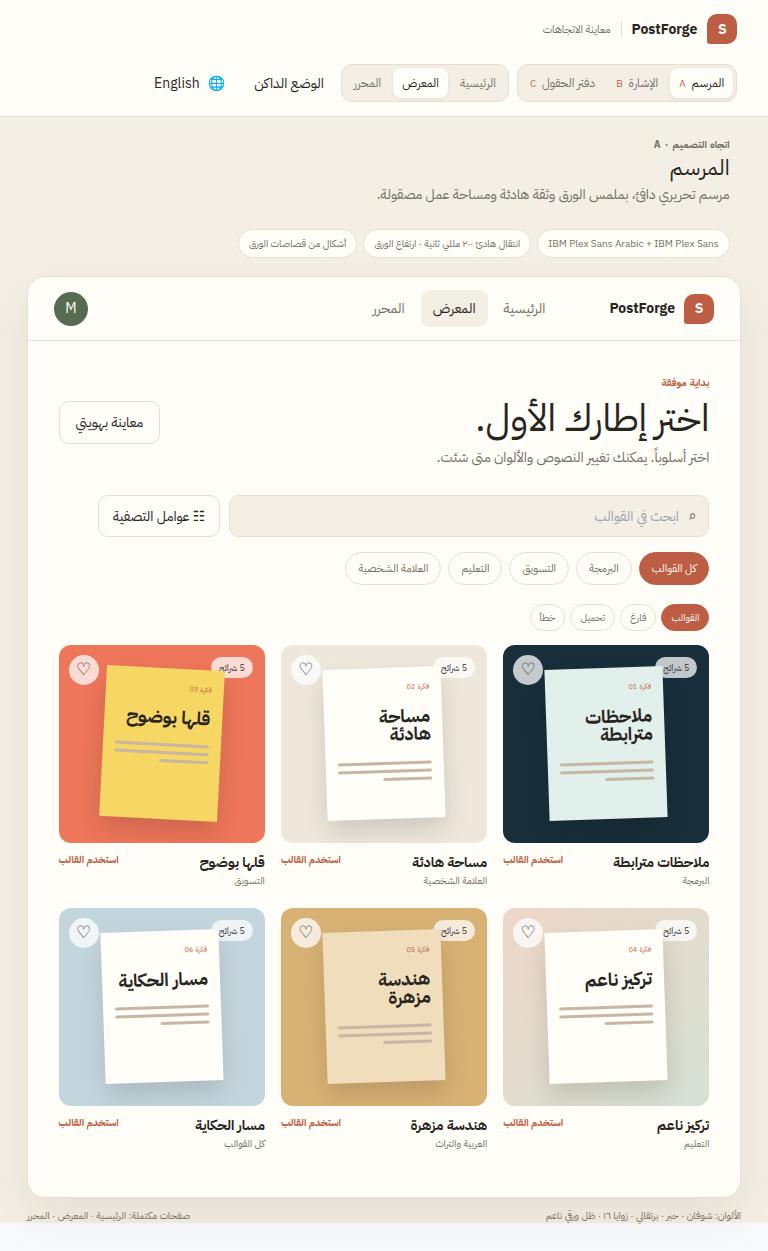 S PostForge معاينة الاتجاهات
المرسم A الإشارة B دفتر الحقول C الرئيسية المعرض المحرر الوضع الداكن 🌐 English
اتجاه التصميم · A
المرسم
مرسم تحريري دافئ، بملمس الورق وثقة هادئة ومساحة عمل مصقولة.
IBM Plex Sans Arabic + IBM Plex Sans انتقال هادئ ٢٠٠ مللي ثانية · ارتفاع الورق أشكال من قصاصات الورق
S PostForge الرئيسية المعرض المحرر M
بداية موفقة
اختر إطارك الأول.
معاينة بهويتي
اختر أسلوباً. يمكنك تغيير النصوص والألوان متى شئت.
ابحث في القوالب عوامل التصفية
كل القوالب البرمجة التسويق التعليم العلامة الشخصية
القوالب فارغ تحميل خطأ
5 شرائح 5 شرائح 5 شرائح
فكرة 01 فكرة 02 فكرة 03
ملاحظات مترابطة
مساحة هادئة
قلها بوضوح
ملاحظات مترابطة استخدم القالب مساحة هادئة استخدم القالب قلها بوضوح استخدم القالب
البرمجة العلامة الشخصية التسويق
5 شرائح 5 شرائح 5 شرائح
فكرة 04 فكرة 05 فكرة 06
تركيز ناعم
هندسة مزهرة
مسار الحكاية
تركيز ناعم استخدم القالب هندسة مزهرة استخدم القالب مسار الحكاية استخدم القالب
التعليم العربية والتراث كل القوالب
الألوان: شوفان · حبر · برتقالي · زوايا ١٦ · ظل ورقي ناعم صفحات مكتملة: الرئيسية · المعرض · المحرر